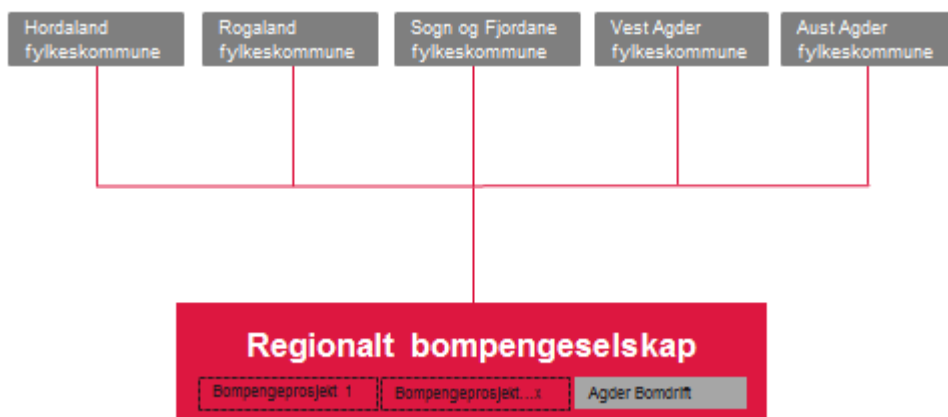 Hordaland
fylkeskommune
Rogaland
fylkeskommune
Sogn og Fjordane
fylkeskommune
Vest Agder
fylkeskommune
Aust Agder
fylkeskommune
Regionalt bompengeselskap
Bompengeprosjekt 1
Bompengeprosjekt...x
Agder Bomdrift